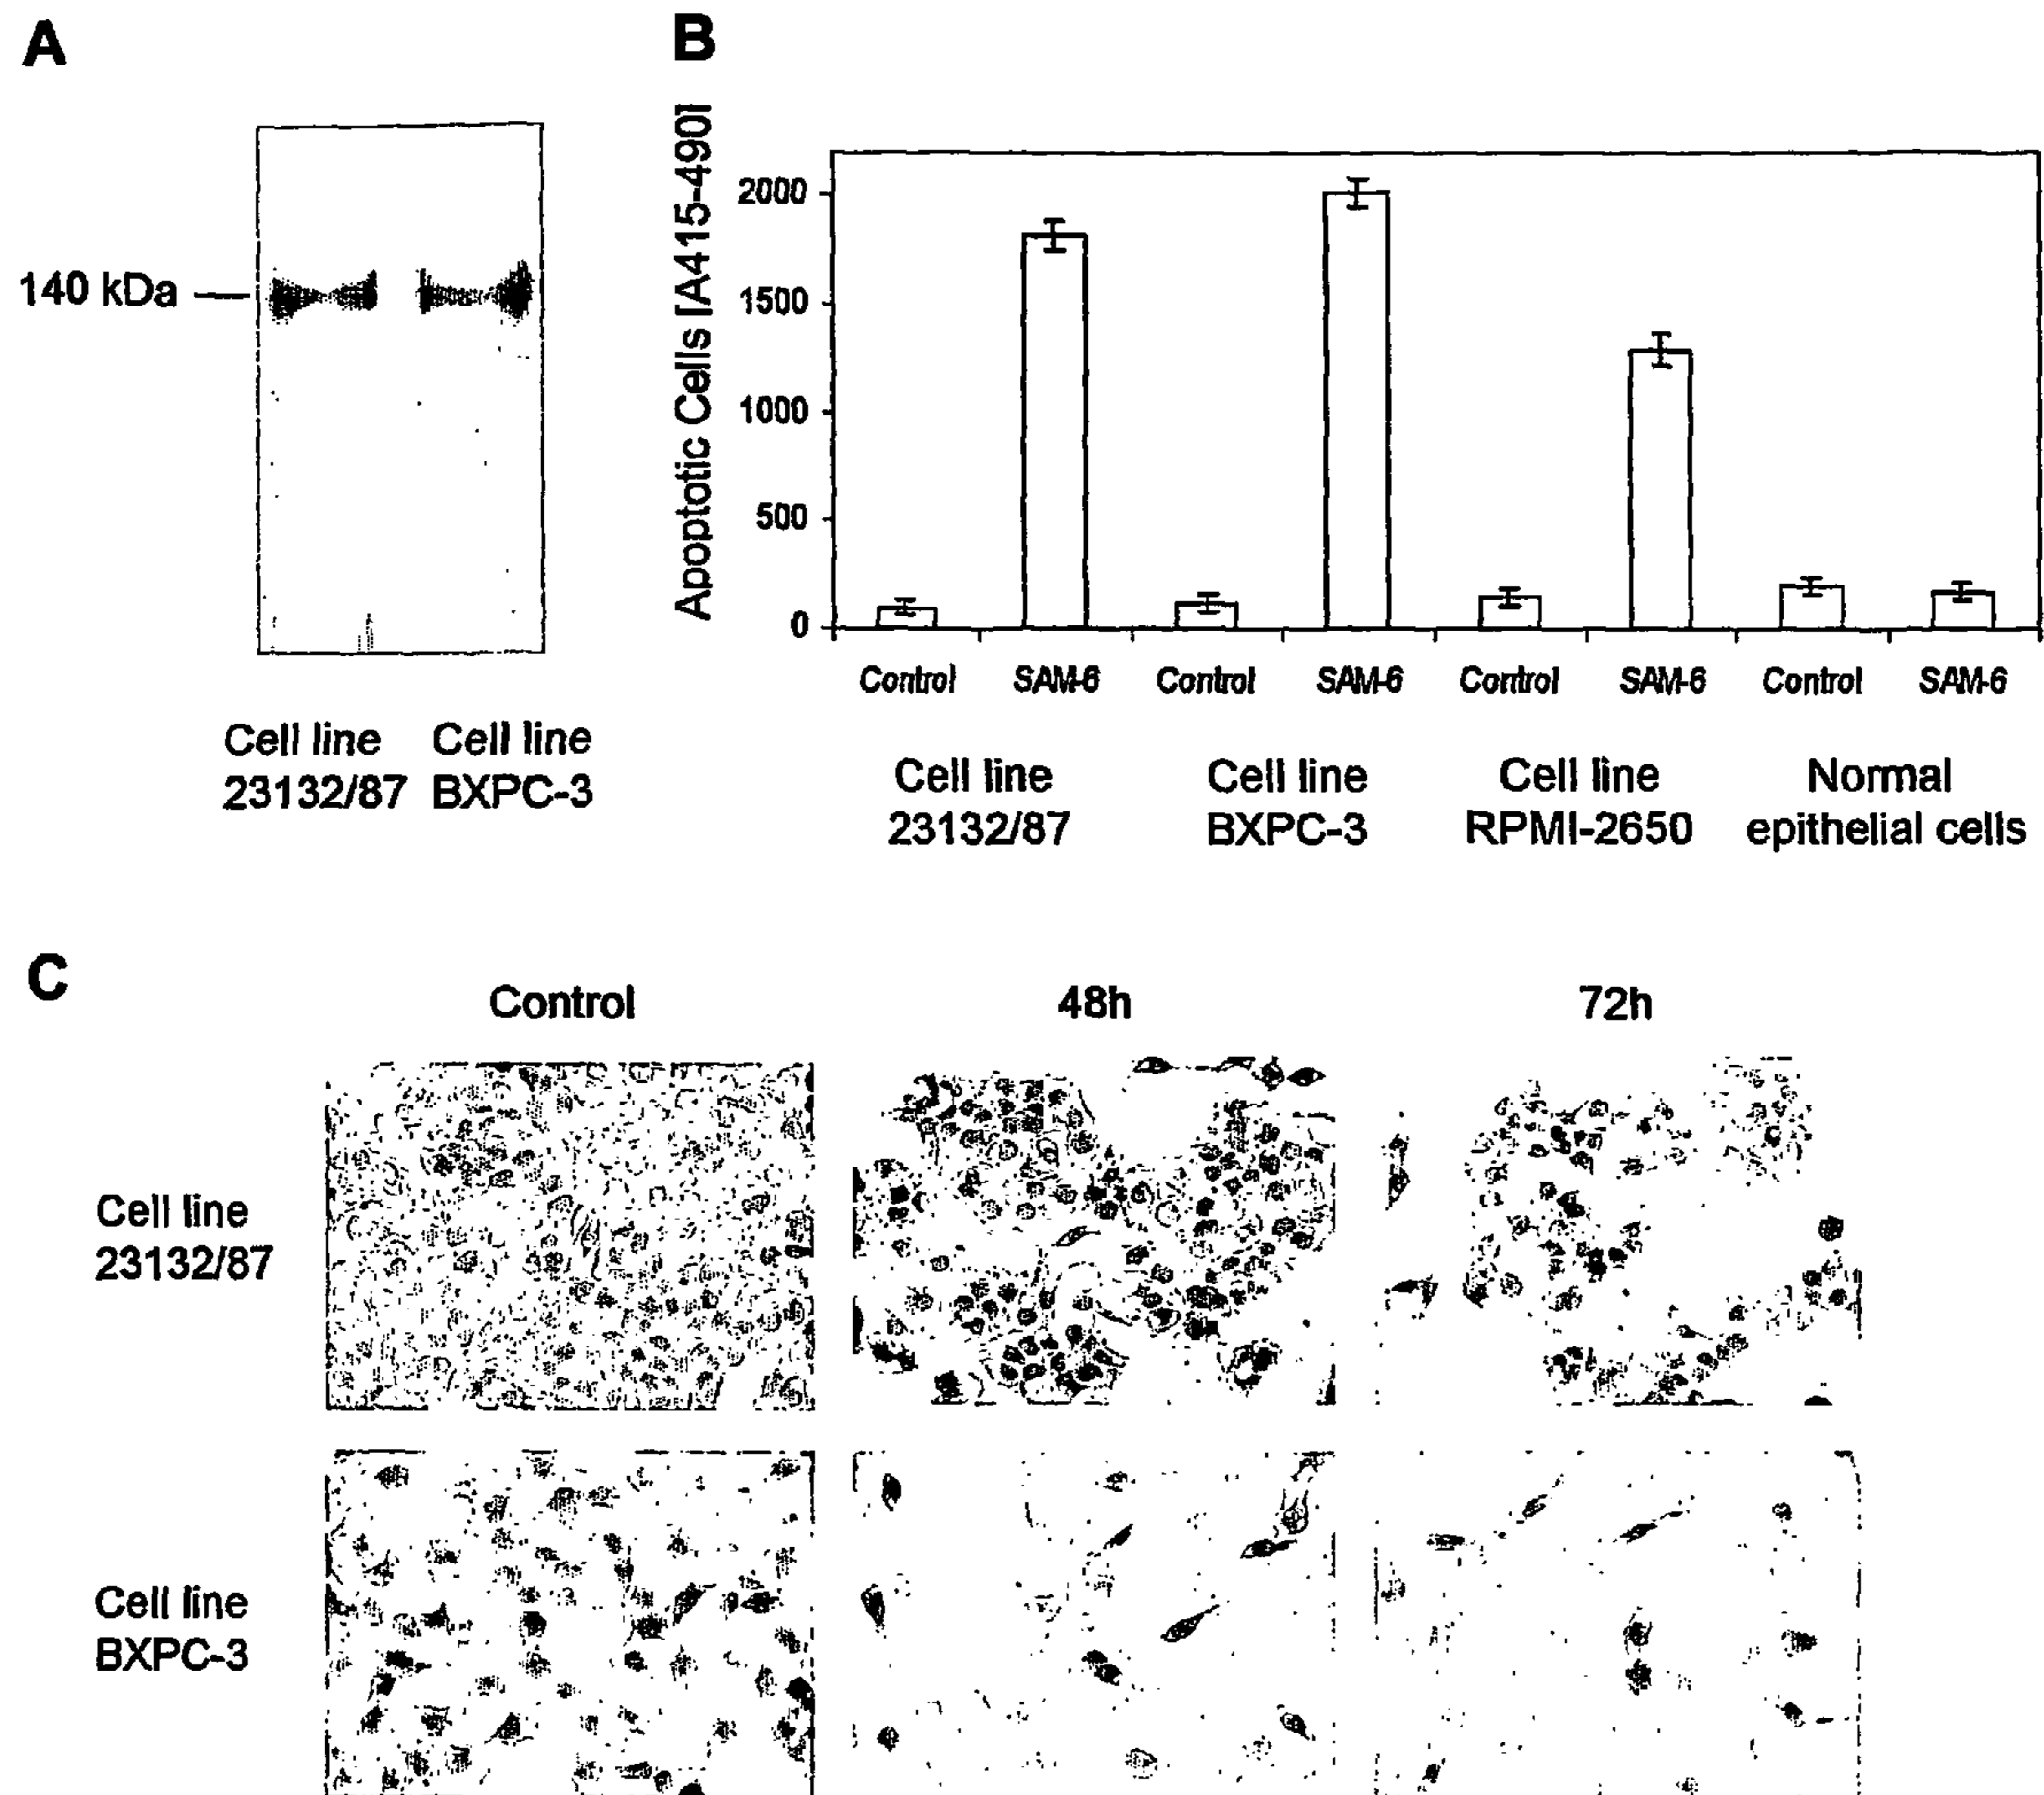 A
140 kDa
Cell line Cell line
23132/87 BXPC-3
B
Apoptotic Cells [A415-490]
2000
1500
1000
500
0
Control SAM-6 Control SAM-6 Control SAM-6 Control SAM-6
Cell line Cell line Cell line Normal
23132/87 BXPC-3 RPMI-2650 epithelial cells
C
Control 48h 72h
Cell line
23132/87
Cell line
BXPC-3